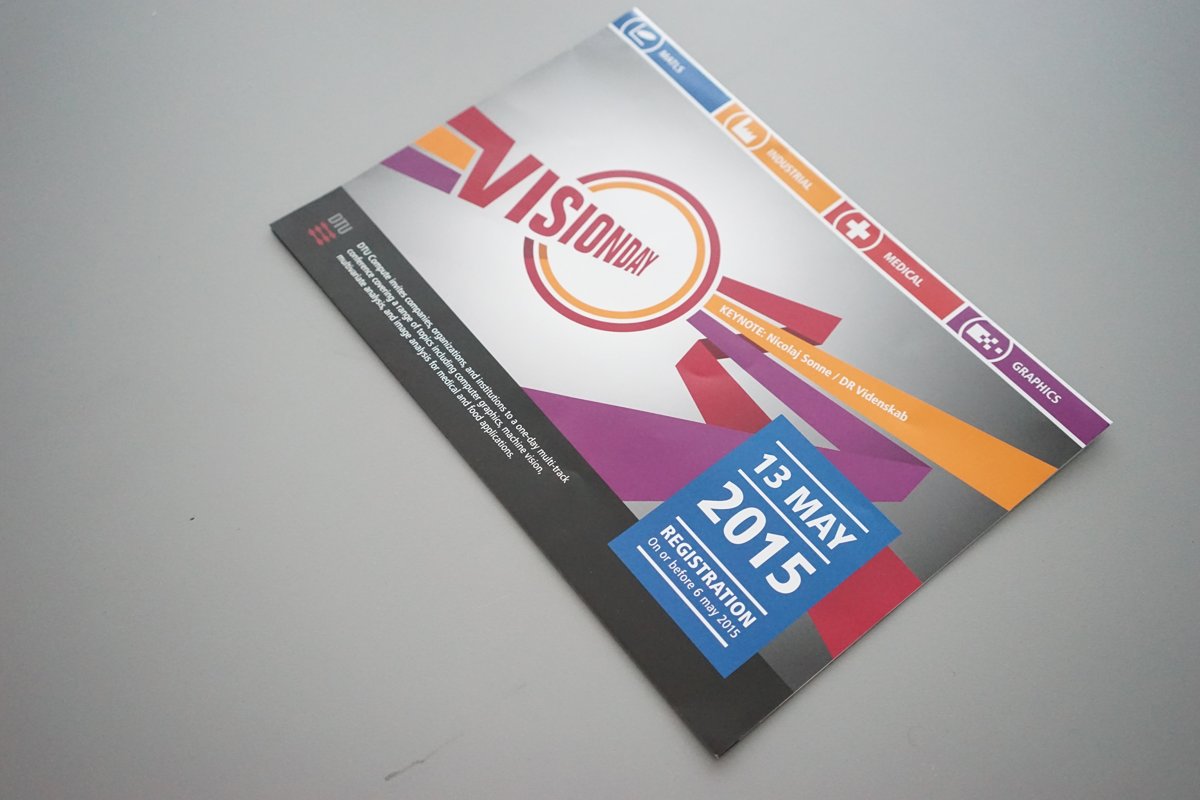 MATLS
INDUSTRIAL
MEDICAL
GRAPHICS
VISIONDAY
KEYNOTE: Nicolaj Sonne / DR Videnskab
DTU
DTU Compute invites companies, organizations, and institutions to a one-day multi-track
conference covering a range of topics including computer graphics, machine vision,
multivariate analysis, and image analysis for medical and food applications.
13 MAY
2015
REGISTRATION
On or before 6 may 2015